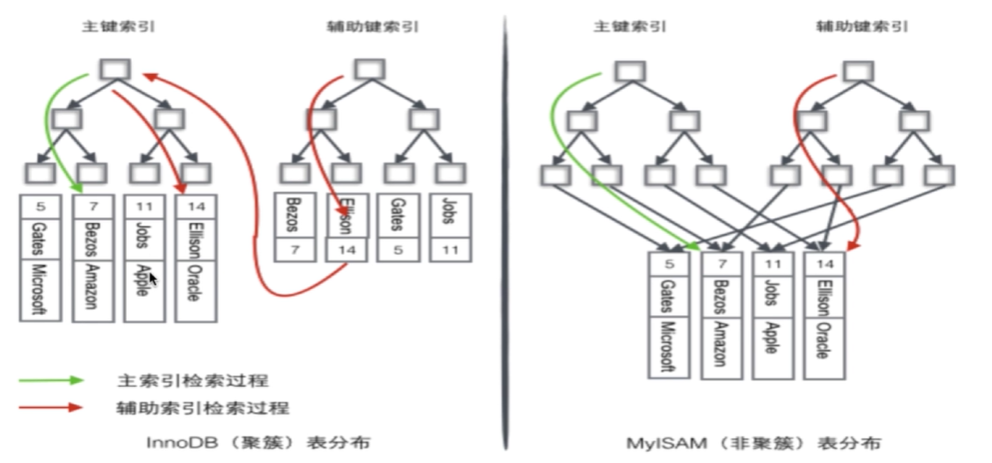 主键索引
辅助键索引
5
Gates
Microsoft
7
Bezos
Amazon
11
Jobs
Apple
14
Ellison
Oracle
Bezos
7
Ellison
14
Gates
5
Jobs
11
主索引检索过程
辅助索引检索过程
InnoDB（聚簇）表分布
主键索引
辅助键索引
5
Gates
Microsoft
7
Bezos
Amazon
11
Jobs
Apple
14
Ellison
Oracle
MyISAM（非聚簇）表分布